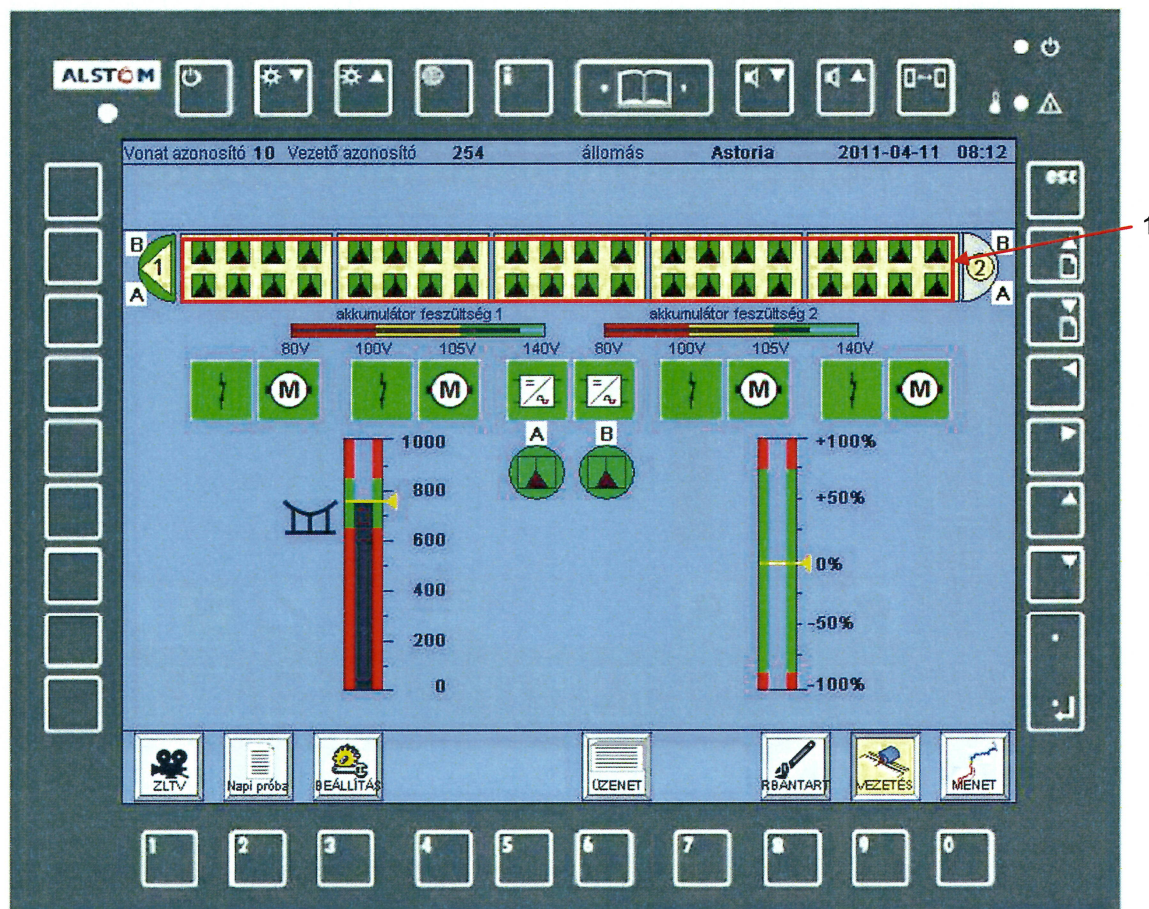 ALSTOM
Vonat azonosító 10 Vezető azonosító 254 állomás Astoria 2011-04-11 08:12
esc
1
B B
1 2
A A
akkumulátor feszültség 1 akkumulátor feszültség 2
80V 100V 105V 140V 80V 100V 105V 140V
M M M M
A B
1000
800
600
400
200
0
+100%
+50%
0%
-50%
-100%
ZLTV Napi próba BEÁLLÍTÁS ÜZENET RBANTART VEZETÉS MENET
1 2 3 4 5 6 7 8 9 0